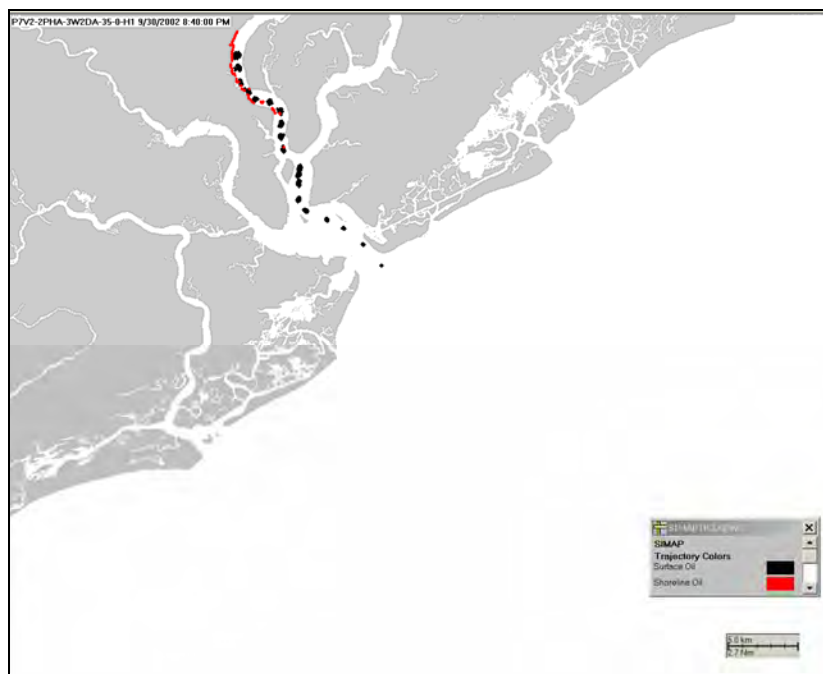 P7V2-2PHA-3W2DA-35-0-H1 9/30/2002 8:40:00 PM
SIMAP
Trajectory Colors
Surface Oil
Shoreline Oil
5.0 km
2.7 Nm